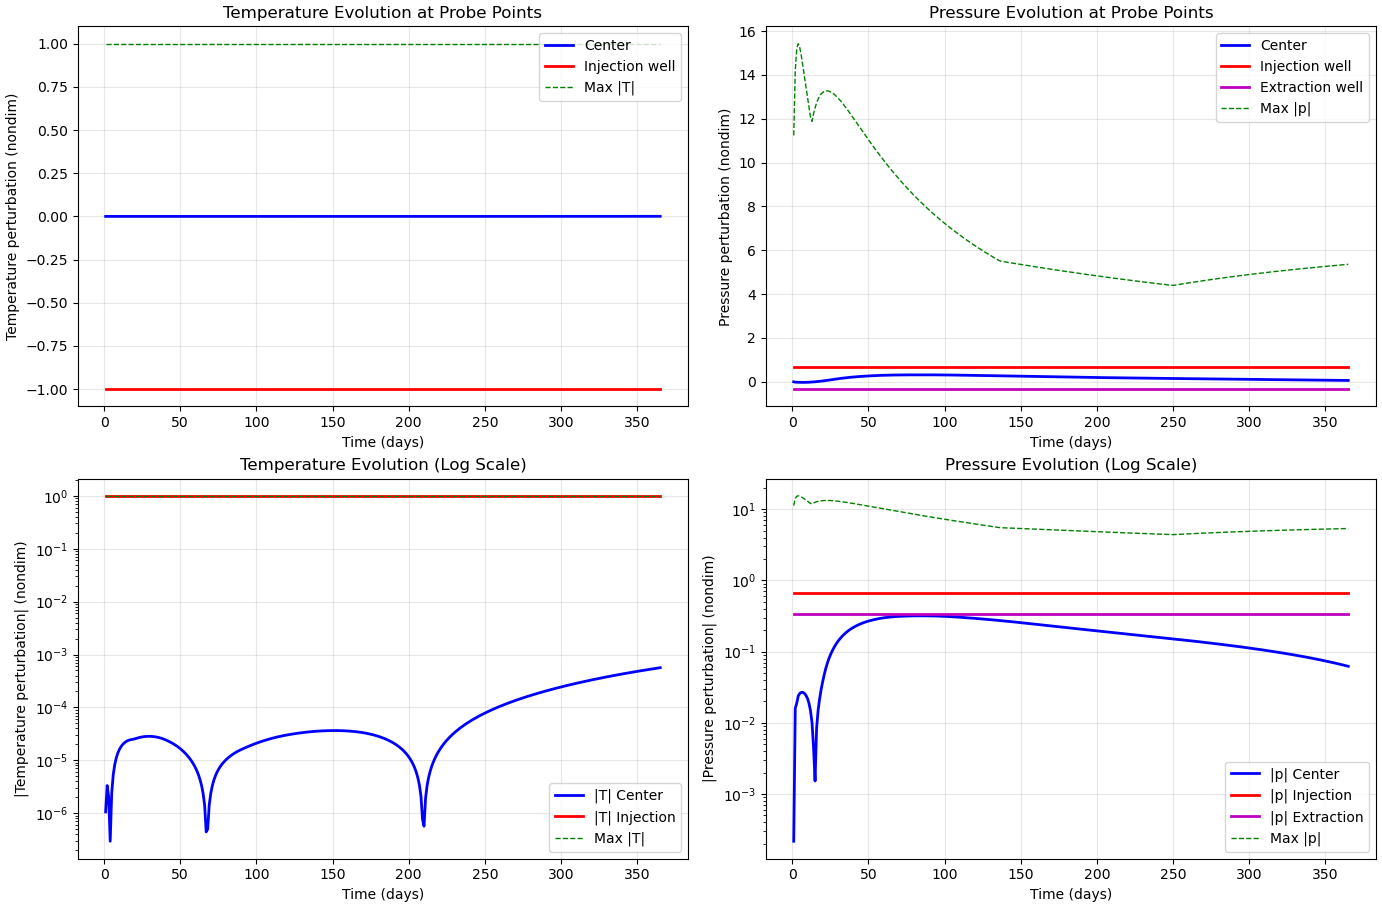 Temperature Evolution at Probe Points
Temperature perturbation (nondim)
1.00
0.75
0.50
0.25
0.00
−0.25
−0.50
−0.75
−1.00
Center
Injection well
Max |T|
0 50 100 150 200 250 300 350
Time (days)
Pressure Evolution at Probe Points
Pressure perturbation (nondim)
16
14
12
10
8
6
4
2
0
Center
Injection well
Extraction well
Max |p|
0 50 100 150 200 250 300 350
Time (days)
Temperature Evolution (Log Scale)
|Temperature perturbation| (nondim)
10⁰
10⁻¹
10⁻²
10⁻³
10⁻⁴
10⁻⁵
10⁻⁶
|T| Center
|T| Injection
Max |T|
0 50 100 150 200 250 300 350
Time (days)
Pressure Evolution (Log Scale)
|Pressure perturbation| (nondim)
10¹
10⁰
10⁻¹
10⁻²
10⁻³
|p| Center
|p| Injection
|p| Extraction
Max |p|
0 50 100 150 200 250 300 350
Time (days)